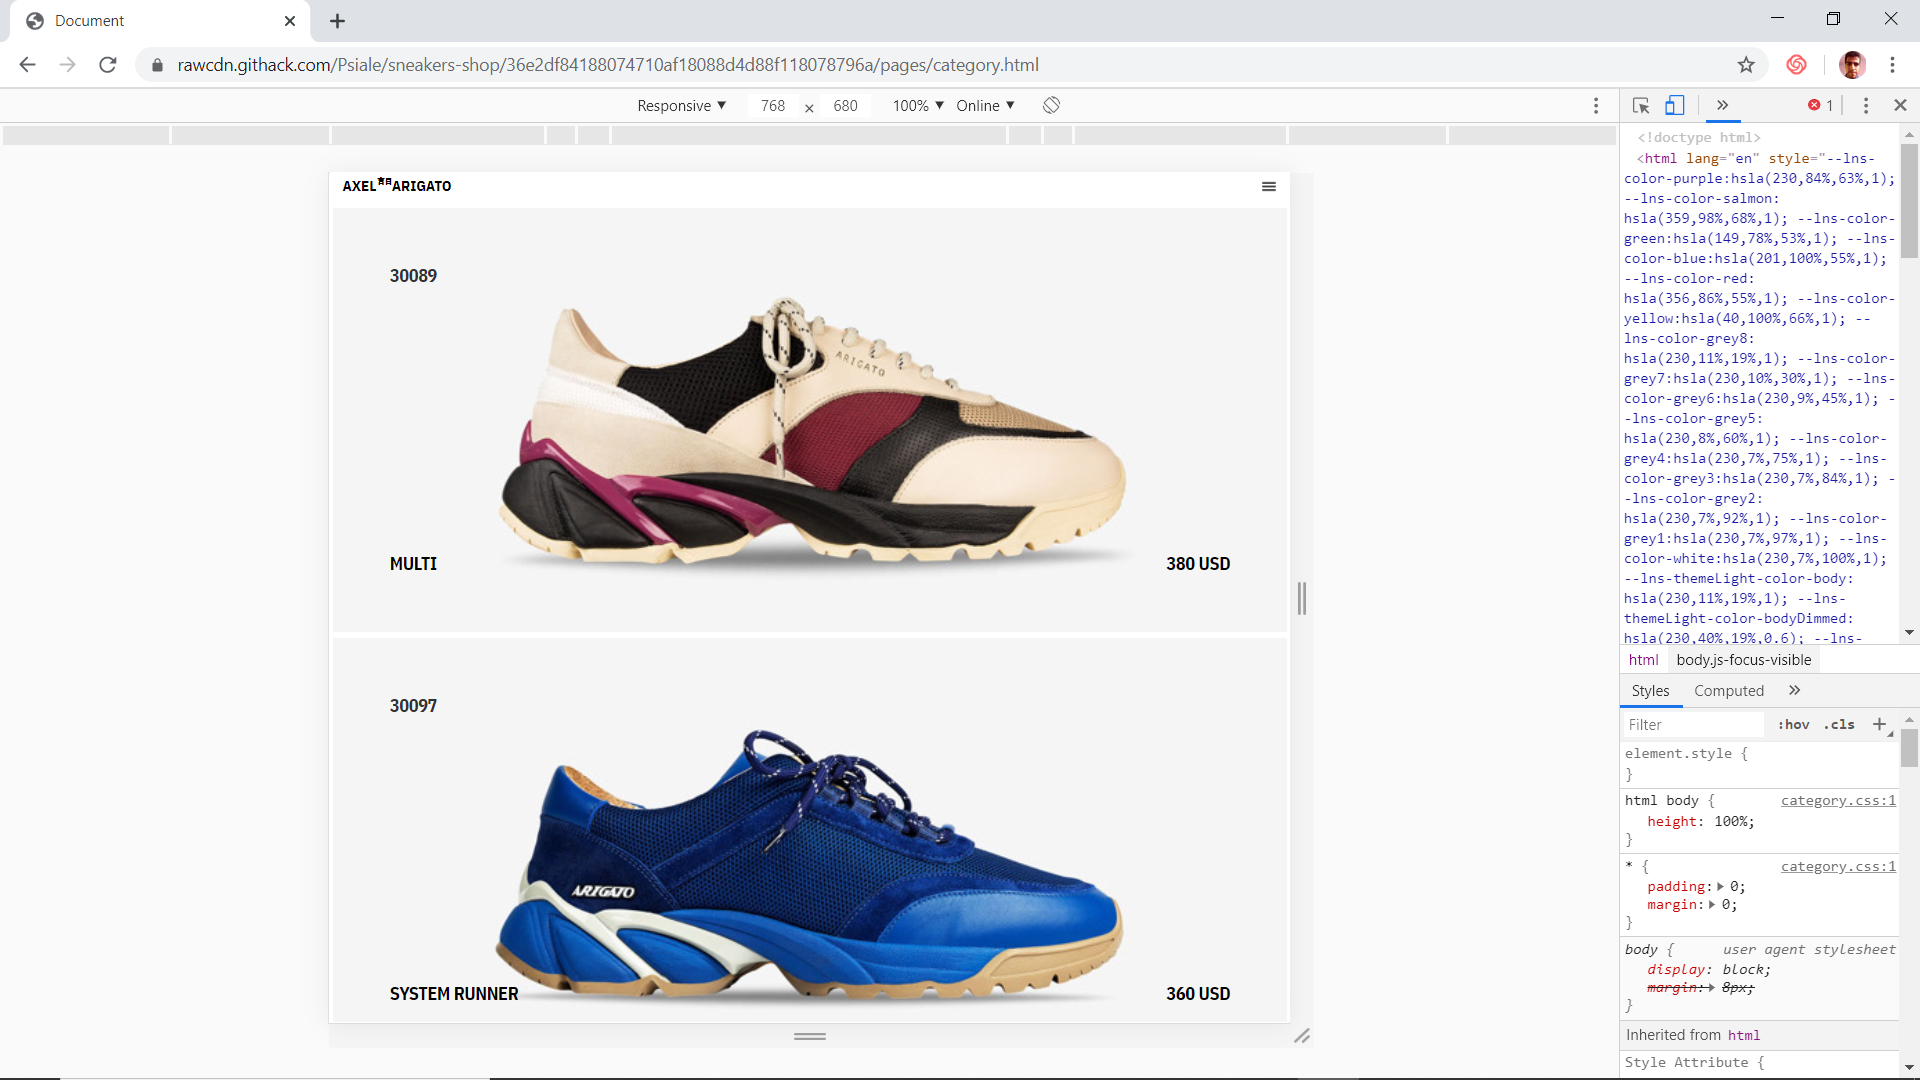 Document
rawcdn.githack.com/Psiale/sneakers-shop/36e2df84188074710af18088d4d88f118078796a/pages/category.html
Responsive ▼ 768 × 680 100% ▼ Online ▼
1
AXEL ARIGATO
30089
ARIGATO
MULTI
380 USD
30097
ARIGATO
SYSTEM RUNNER
360 USD
<!doctype html>
<html lang="en" style="--lns-
color-purple:hsla(230,84%,63%,1);
--lns-color-salmon:
hsla(359,98%,68%,1); --lns-color-
green:hsla(149,78%,53%,1); --lns-
color-blue:hsla(201,100%,55%,1);
--lns-color-red:
hsla(356,86%,55%,1); --lns-color-
yellow:hsla(40,100%,66%,1); --
lns-color-grey8:
hsla(230,11%,19%,1); --lns-color-
grey7:hsla(230,10%,30%,1); --lns-
color-grey6:hsla(230,9%,45%,1); -
-lns-color-grey5:
hsla(230,8%,60%,1); --lns-color-
grey4:hsla(230,7%,75%,1); --lns-
color-grey3:hsla(230,7%,84%,1); -
-lns-color-grey2:
hsla(230,7%,92%,1); --lns-color-
grey1:hsla(230,7%,97%,1); --lns-
color-white:hsla(230,7%,100%,1);
--lns-themeLight-color-body:
hsla(230,11%,19%,1); --lns-
themeLight-color-bodyDimmed:
hsla(230,40%,19%,0.6); --lns-
html body.js-focus-visible
Styles Computed
Filter :hov .cls
element.style {
}
html body { category.css:1
height: 100%;
}
* { category.css:1
padding: 0;
margin: 0;
}
body { user agent stylesheet
display: block;
margin: 8px;
}
Inherited from html
Style Attribute {